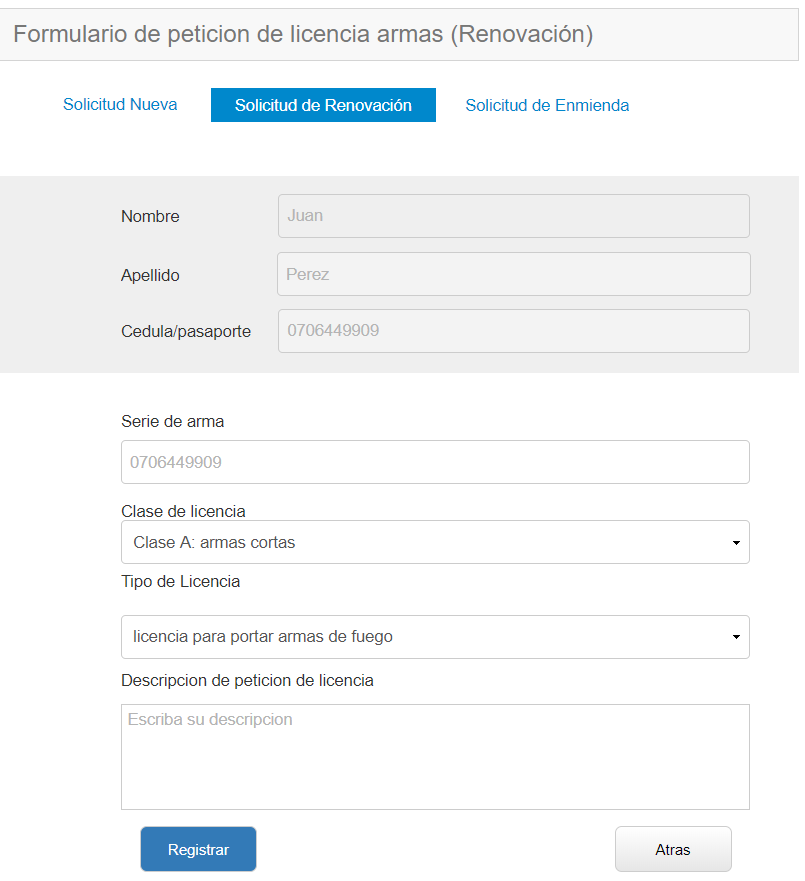 Formulario de peticion de licencia armas (Renovación)
Solicitud Nueva Solicitud de Renovación Solicitud de Enmienda
Nombre Juan
Apellido Perez
Cedula/pasaporte 0706449909
Serie de arma
0706449909
Clase de licencia
Clase A: armas cortas
Tipo de Licencia
licencia para portar armas de fuego
Descripcion de peticion de licencia
Escriba su descripcion
Registrar Atras